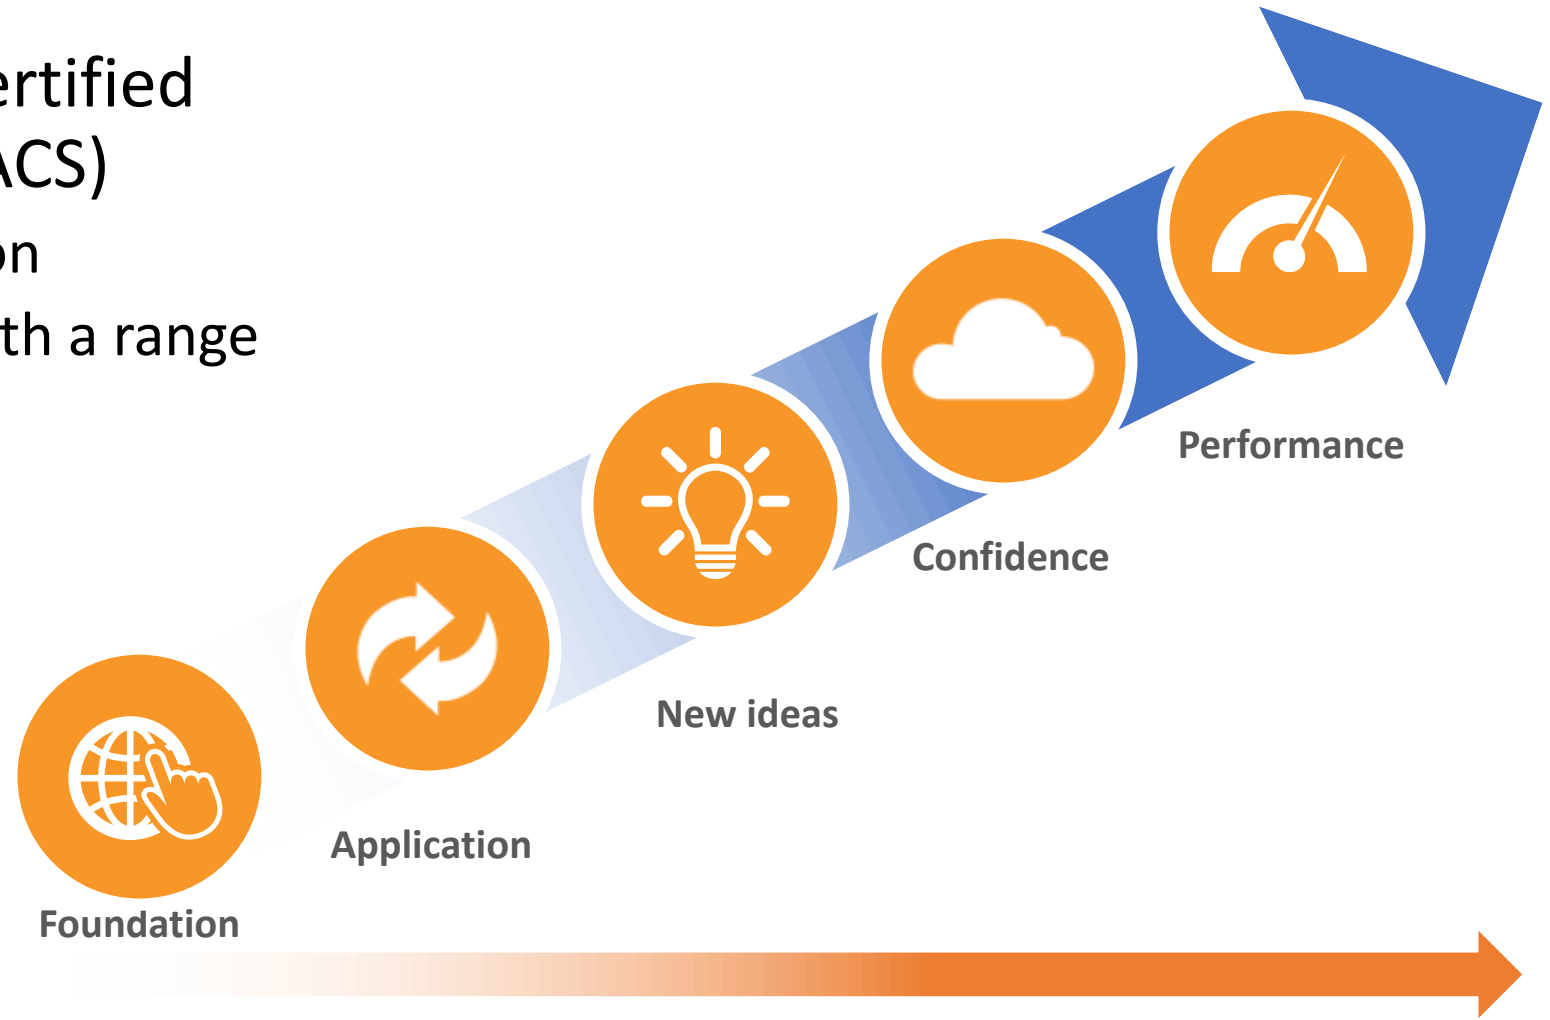 ertified
ACS)
on
th a range
Performance
Confidence
New ideas
Application
Foundation